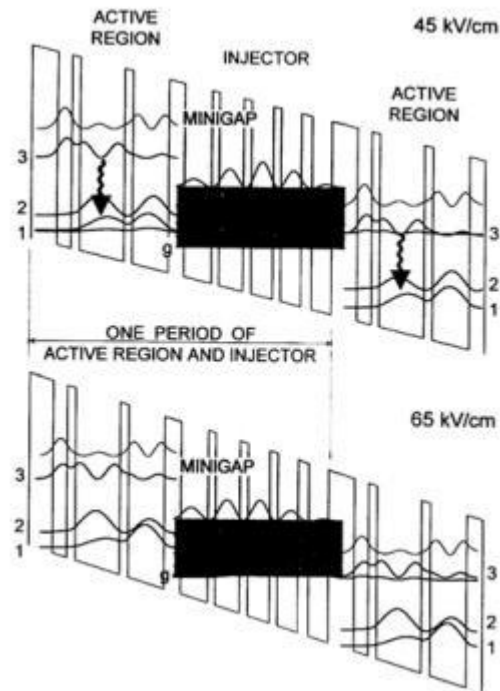 ACTIVE
REGION
45 kV/cm
INJECTOR
ACTIVE
REGION
MINIGAP
3
2
1
g
3
2
1
ONE PERIOD OF
ACTIVE REGION AND INJECTOR
65 kV/cm
MINIGAP
3
2
1
g
3
2
1